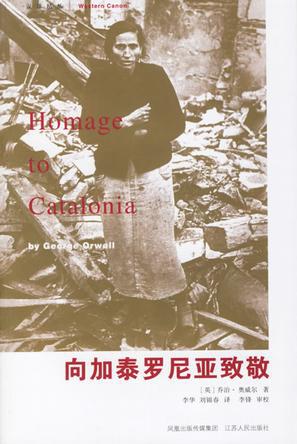 Western Canon
Homage
to
Catalonia
by George Orwell
向加泰罗尼亚致敬
［英］乔治·奥威尔 著
李华 刘锦春 译 李锋 审校
凤凰出版传媒集团 江苏人民出版社